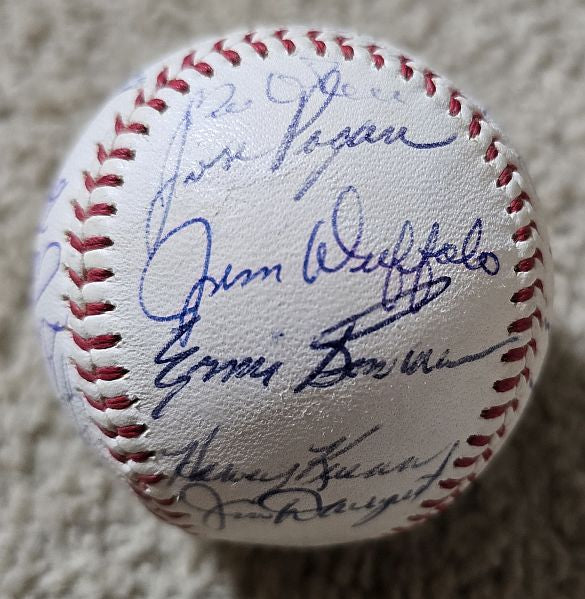 Jose Pagan
Jim Duffalo
Ernie Bowman
Harvey Kuenn
Jim Davenport